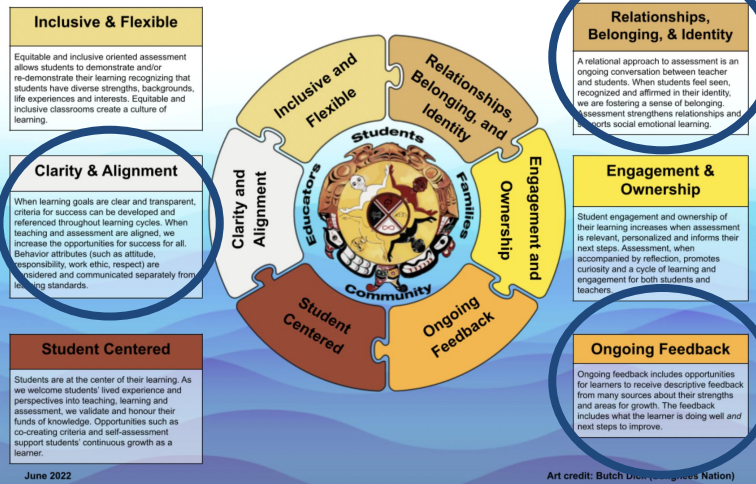 Inclusive & Flexible
Equitable and inclusive oriented assessment
allows students to demonstrate and/or
re-demonstrate their learning recognizing that
students have diverse strengths, backgrounds,
life experiences and interests. Equitable and
inclusive classrooms create a culture of
learning.
Clarity & Alignment
When learning goals are clear and transparent,
criteria for success can be developed and
referenced throughout learning cycles. When
teaching and assessment are aligned, we
increase the opportunities for success for all.
Behavior attributes (such as attitude,
responsibility, work ethic, respect) are
considered and communicated separately from
learning standards.
Student Centered
Students are at the center of their learning. As
we welcome students' lived experience and
perspectives into teaching, learning and
assessment, we validate and honour their
funds of knowledge. Opportunities such as
co-creating criteria and self-assessment
support students' continuous growth as a
learner.
June 2022
Inclusive and
Flexible
Relationships,
Belonging, and
Identity
Clarity and
Alignment
Engagement and
Ownership
Student
Centered
Ongoing
Feedback
Students
Educators
Families
Community
Relationships,
Belonging, & Identity
A relational approach to assessment is an
ongoing conversation between teacher
and students. When students feel seen,
recognized and affirmed in their identity,
we are fostering a sense of belonging.
Assessment strengthens relationships and
supports social emotional learning.
Engagement &
Ownership
Student engagement and ownership of
their learning increases when assessment
is relevant, personalized and informs their
next steps. Assessment, when
accompanied by reflection, promotes
curiosity and a cycle of learning and
engagement for both students and
teachers.
Ongoing Feedback
Ongoing feedback includes opportunities
for learners to receive descriptive feedback
from many sources about their strengths
and areas for growth. The feedback
includes what the learner is doing well and
next steps to improve.
Art credit: Butch Dick (Songhees Nation)